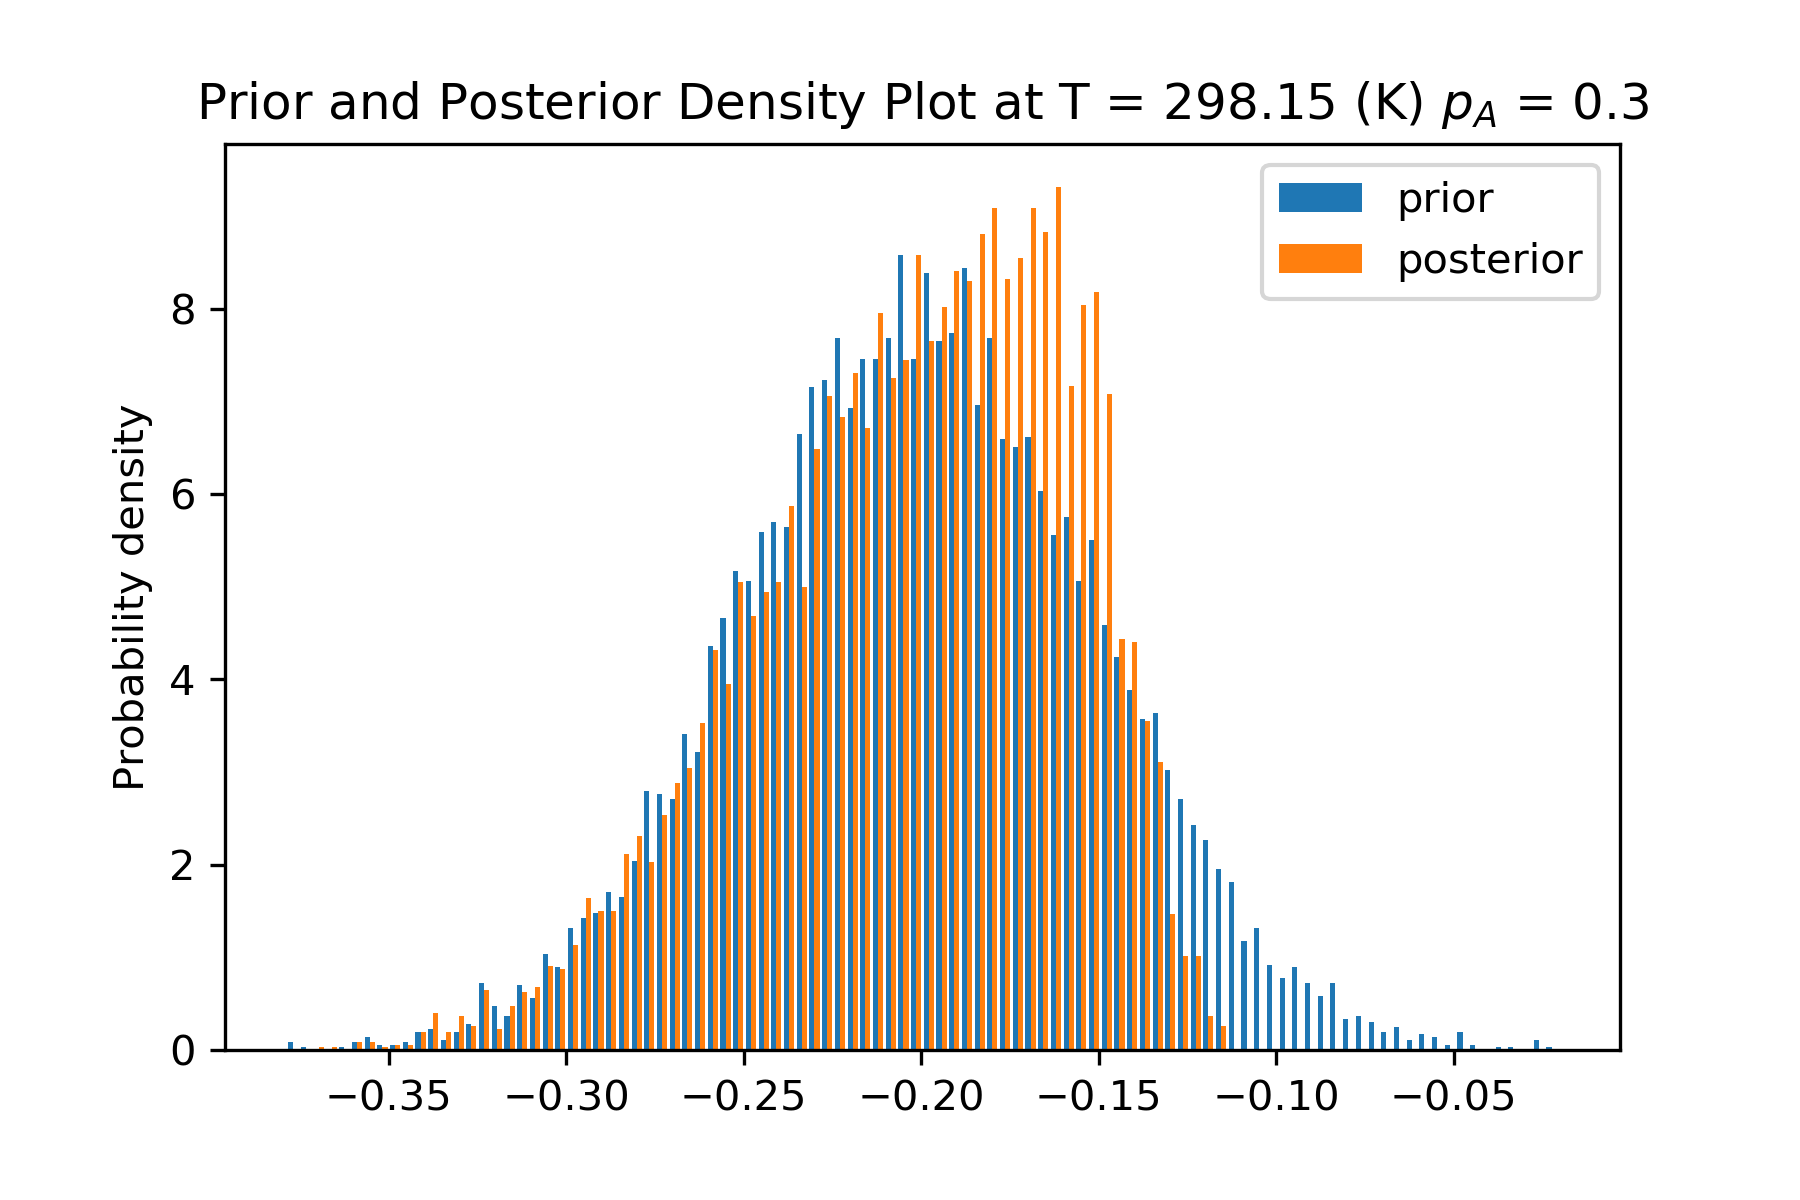 Prior and Posterior Density Plot at T = 298.15 (K) p_A = 0.3
prior
posterior
Probability density
8
6
4
2
0
−0.35 −0.30 −0.25 −0.20 −0.15 −0.10 −0.05